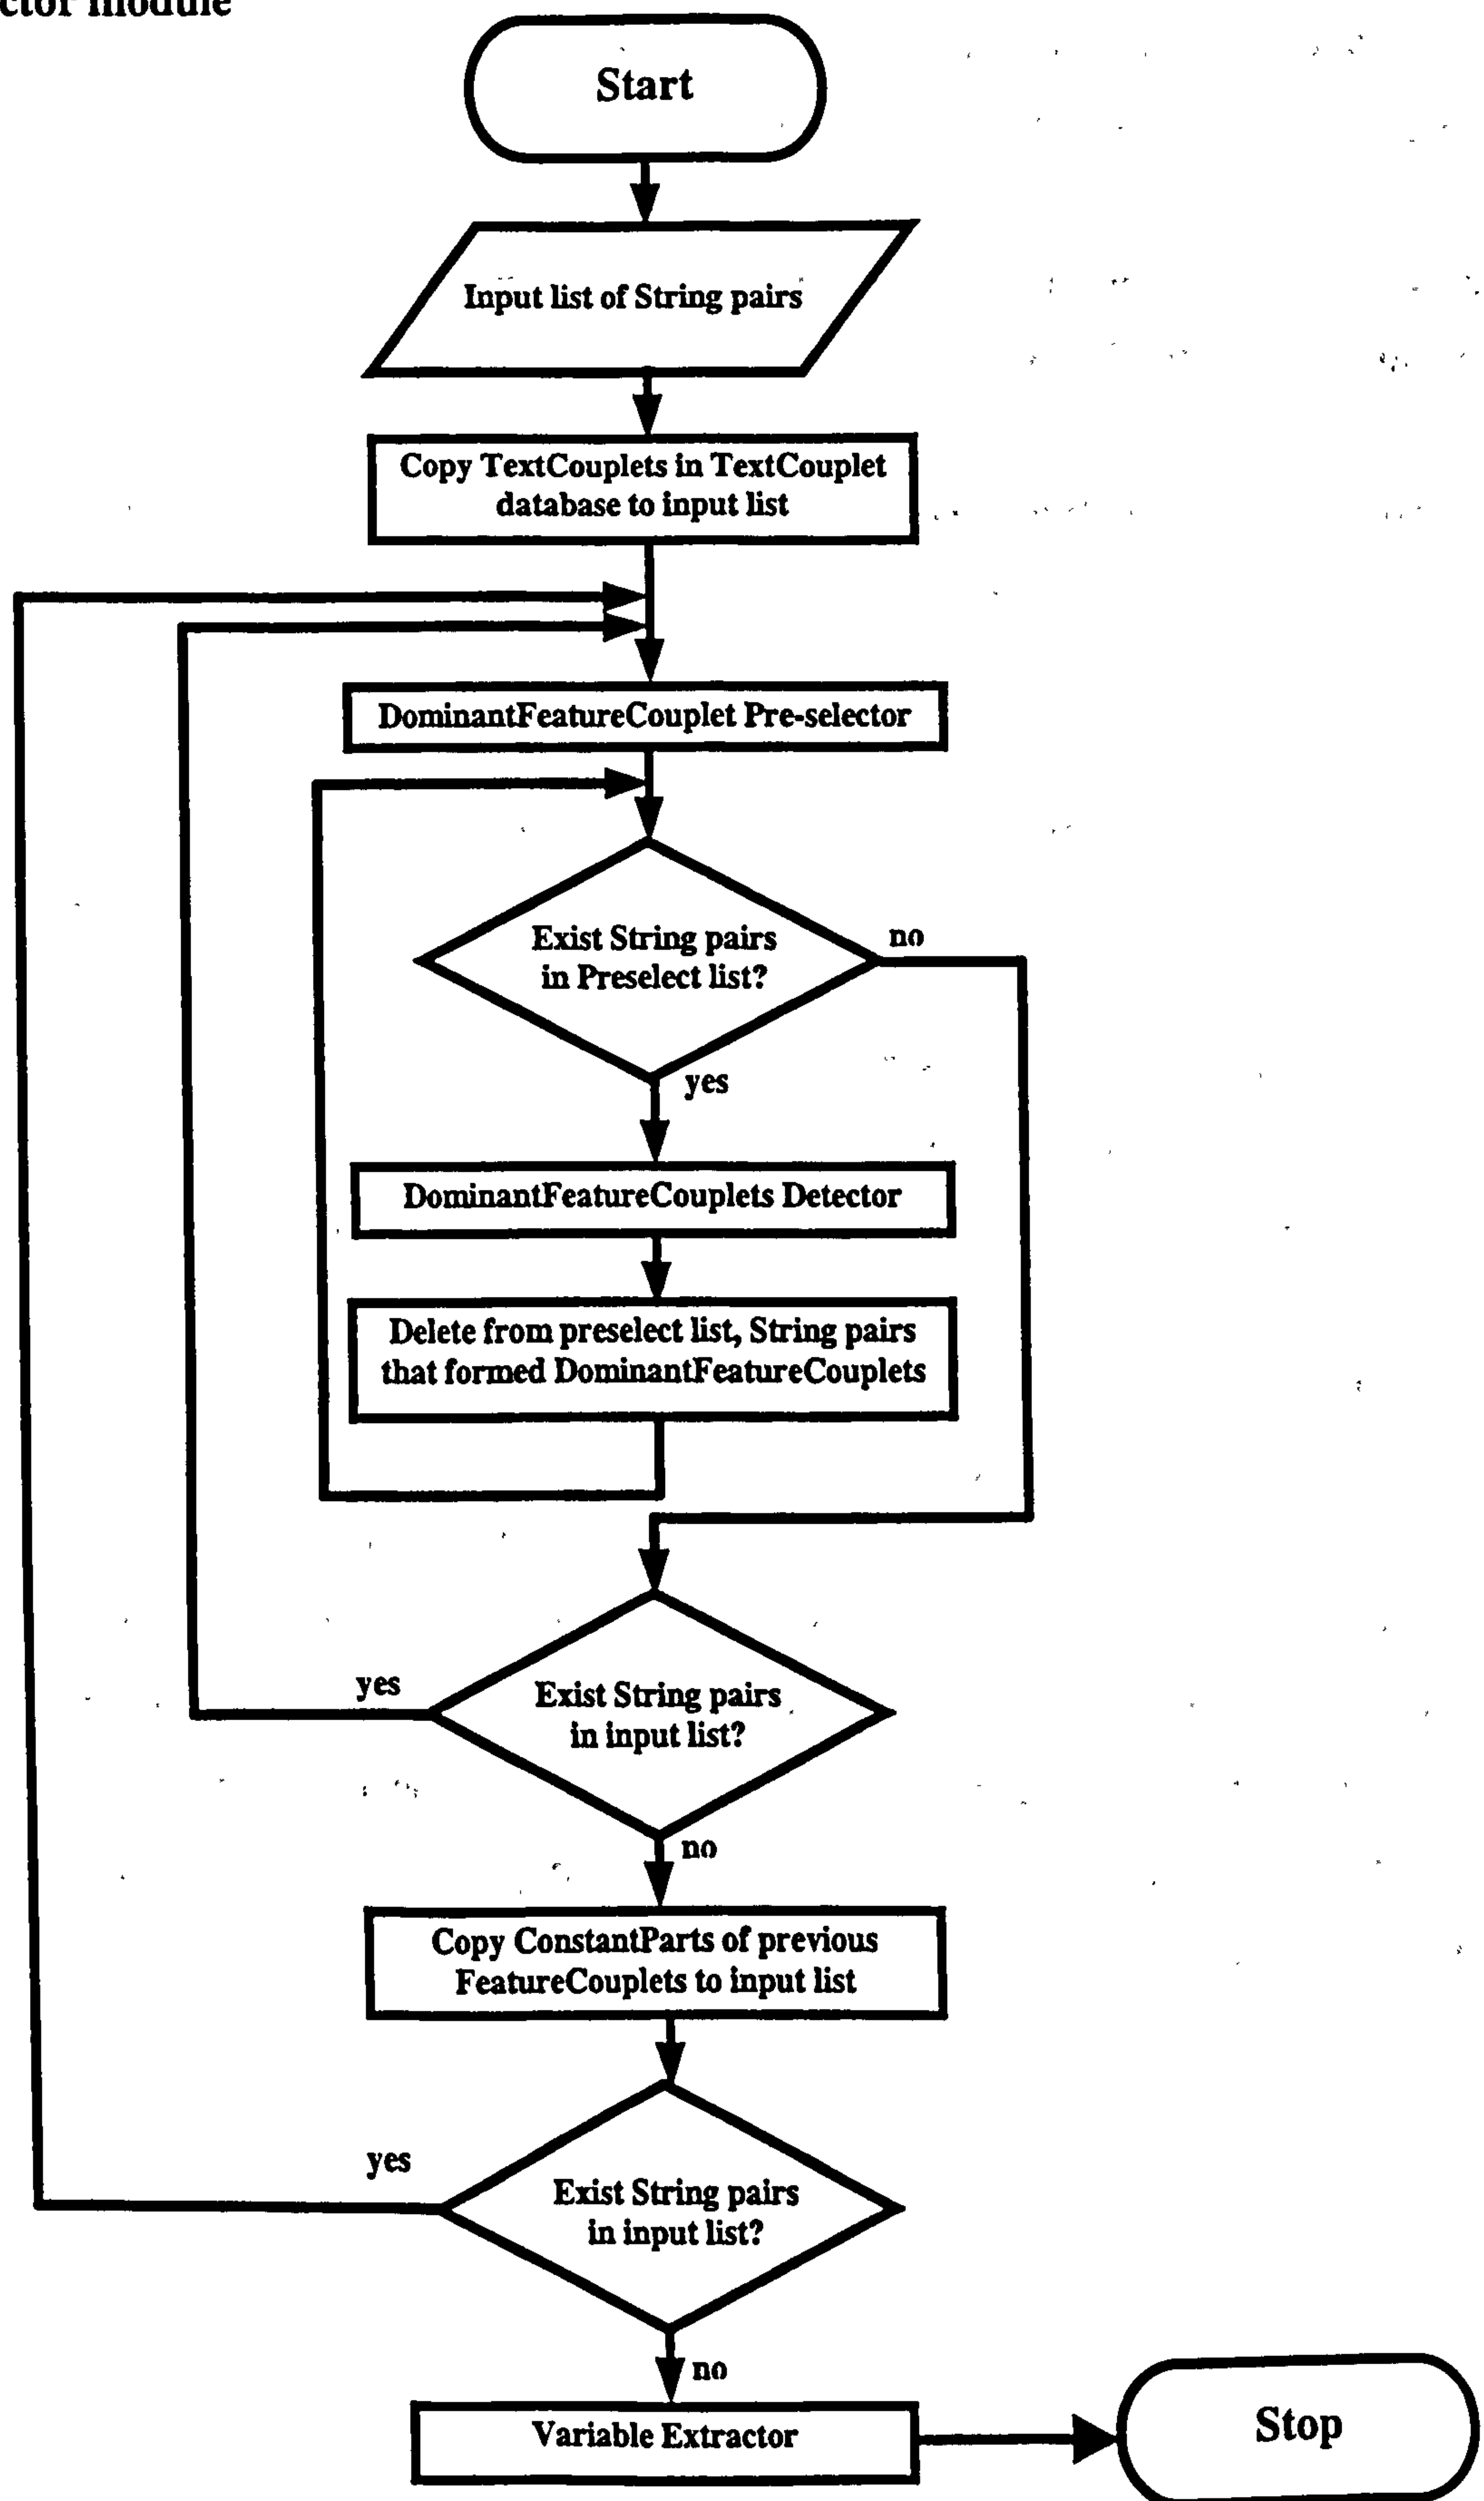 module
Start
Input list of String pairs
Copy TextCouplets in TextCouplet
database to input list
DominantFeatureCouplet Pre-selector
Exist String pairs
in Preselect list?
no
yes
DominantFeatureCouplets Detector
Delete from preselect list, String pairs
that formed DominantFeatureCouplets
yes
Exist String pairs
in input list?
no
Copy ConstantParts of previous
FeatureCouplets to input list
yes
Exist String pairs
in input list?
no
Variable Extractor
Stop